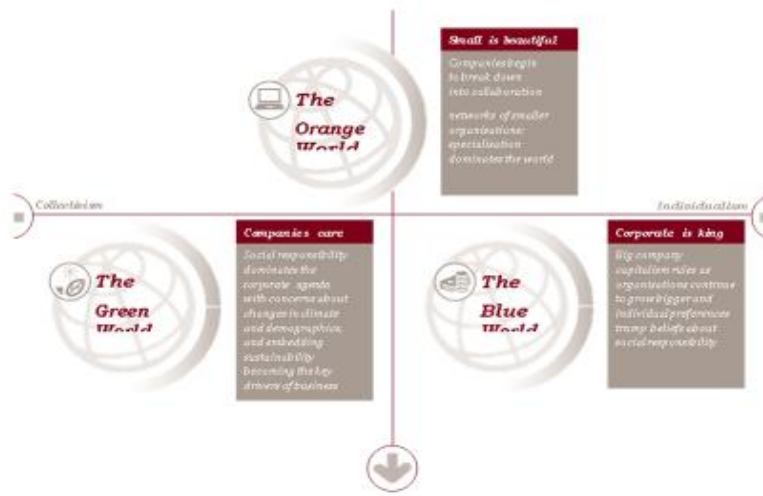 Small is beautiful
Companies begin
to break down
into collaboration
networks of smaller
organisations;
specialisation
dominates the world
The
Orange
World
Collectivism
Individualism
Companies care
Social responsibility
dominates the
corporate agenda
with concerns about
changes in climate
and demographics,
and embedding
sustainability
becoming the key
drivers of business
The
Green
World
Corporate is king
Big company
capitalism rules as
organisations continue
to grow bigger and
individual preferences
trump beliefs about
social responsibility
The
Blue
World